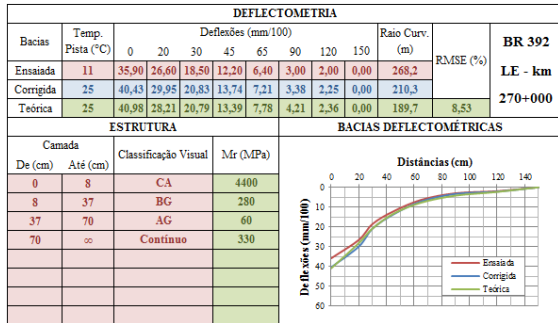 DEFLECTOMETRIA
Bacias Temp. Pista (°C) Deflexões (mm/100) Raio Curv. (m) RMSE (%) BR 392 LE - km 270+000
0 20 30 45 65 90 120 150
Ensaiada 11 35,90 26,60 18,50 12,20 6,40 3,00 2,00 0,00 268,2
Corrigida 25 40,43 29,95 20,83 13,74 7,21 3,38 2,25 0,00 210,3
Teórica 25 40,98 28,21 20,79 13,39 7,78 4,21 2,36 0,00 189,7 8,53
ESTRUTURA BACIAS DEFLECTOMÉTRICAS
Camada Classificação Visual Mr (MPa)
De (cm) Até (cm)
0 8 CA 4400
8 37 BG 280
37 70 AG 60
70 ∞ Contínuo 330
Distâncias (cm)
0 20 40 60 80 100 120 140
Deflexões (mm/100)
0
10
20
30
40
50
60
Ensaiada
Corrigida
Teórica